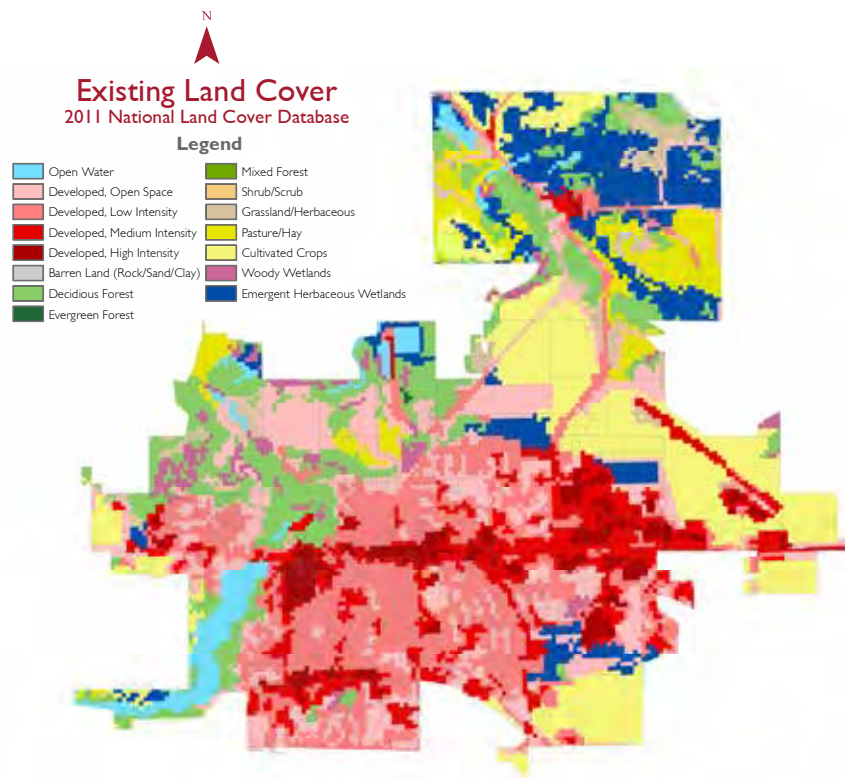 N
Existing Land Cover
2011 National Land Cover Database
Legend
Open Water
Developed, Open Space
Developed, Low Intensity
Developed, Medium Intensity
Developed, High Intensity
Barren Land (Rock/Sand/Clay)
Decidious Forest
Evergreen Forest
Mixed Forest
Shrub/Scrub
Grassland/Herbaceous
Pasture/Hay
Cultivated Crops
Woody Wetlands
Emergent Herbaceous Wetlands